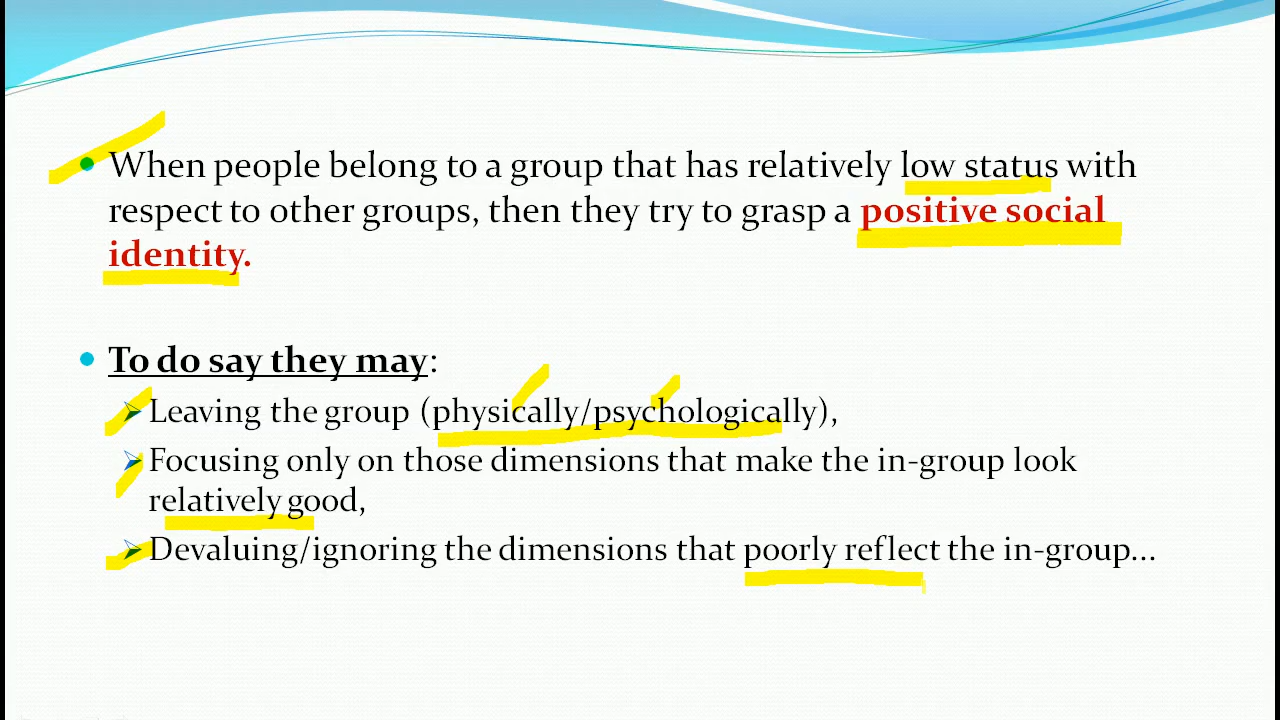 When people belong to a group that has relatively low status with
respect to other groups, then they try to grasp a positive social
identity.
To do say they may:
Leaving the group (physically/psychologically),
Focusing only on those dimensions that make the in-group look
relatively good,
Devaluing/ignoring the dimensions that poorly reflect the in-group...